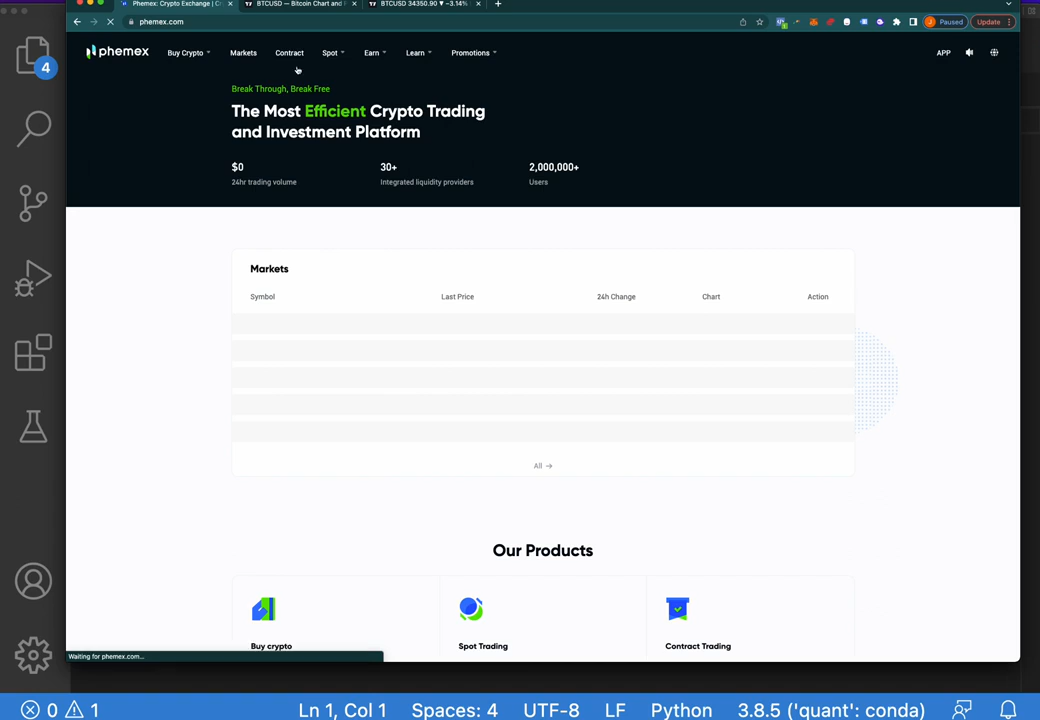 Phemex: Crypto Exchange | C
BTCUSD — Bitcoin Chart and P
BTCUSD 34350.90 ▼ −3.14%
phemex.com
J Paused
Update
4
phemex
Buy Crypto
Markets
Contract
Spot
Earn
Learn
Promotions
APP
Break Through, Break Free
The Most Efficient Crypto Trading
and Investment Platform
$0
30+
2,000,000+
24hr trading volume
Integrated liquidity providers
Users
Markets
Symbol
Last Price
24h Change
Chart
Action
All →
Our Products
Buy crypto
Spot Trading
Contract Trading
Waiting for phemex.com...
0
1
Ln 1, Col 1
Spaces: 4
UTF-8
LF
Python
3.8.5 ('quant': conda)